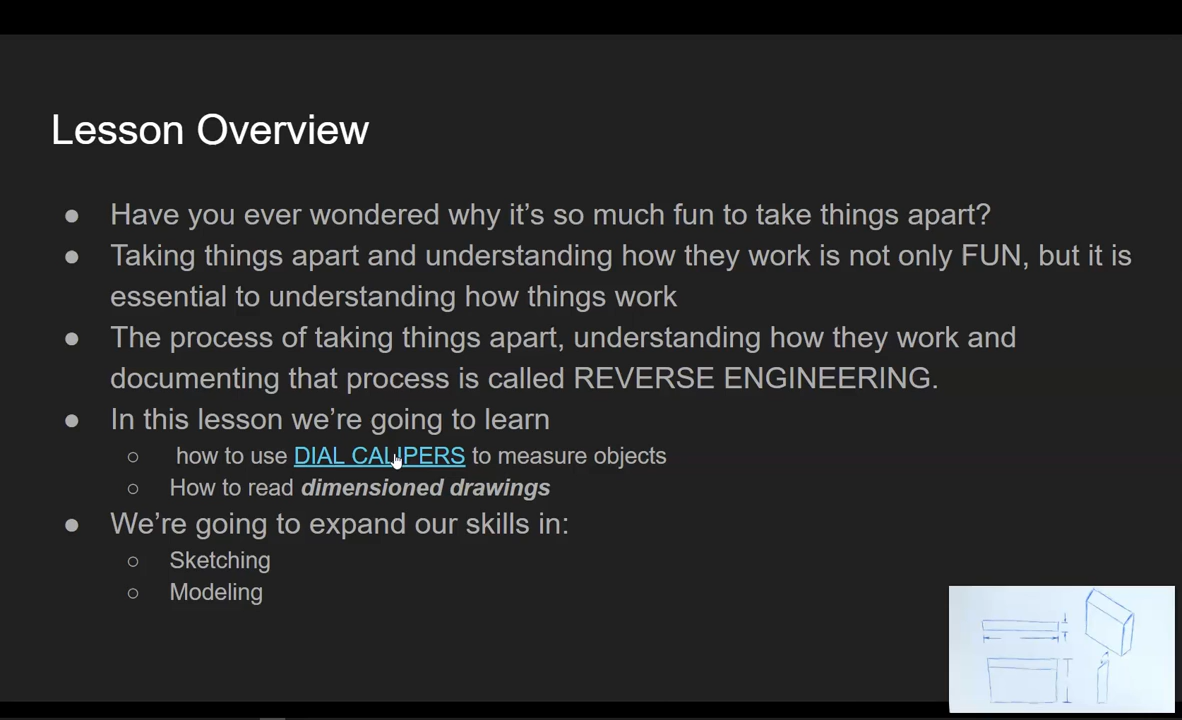 Lesson Overview
● Have you ever wondered why it’s so much fun to take things apart?
● Taking things apart and understanding how they work is not only FUN, but it is
essential to understanding how things work
● The process of taking things apart, understanding how they work and
documenting that process is called REVERSE ENGINEERING.
● In this lesson we’re going to learn
○ how to use DIAL CALIPERS to measure objects
○ How to read dimensioned drawings
● We’re going to expand our skills in:
○ Sketching
○ Modeling